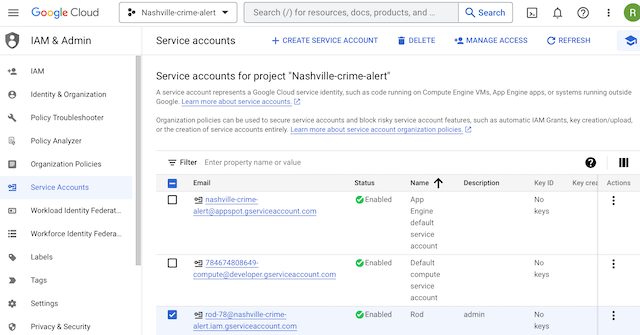 Google Cloud
Nashville-crime-alert
Search (/) for resources, docs, products, and...
Search
R
IAM & Admin
Service accounts
+ CREATE SERVICE ACCOUNT
DELETE
MANAGE ACCESS
REFRESH
IAM
Identity & Organization
Policy Troubleshooter
Policy Analyzer
Organization Policies
Service Accounts
Workload Identity Federat...
Workforce Identity Federat...
Labels
Tags
Settings
Privacy & Security
Service accounts for project "Nashville-crime-alert"
A service account represents a Google Cloud service identity, such as code running on Compute Engine VMs, App Engine apps, or systems running outside
Google. Learn more about service accounts.
Organization policies can be used to secure service accounts and block risky service account features, such as automatic IAM Grants, key creation/upload,
or the creation of service accounts entirely. Learn more about service account organization policies.
Filter Enter property name or value
Email Status Name Description Key ID Key crea Actions
nashville-crime-
alert@appspot.gserviceaccount.com
Enabled
App
Engine
default
service
account
No
keys
784674808649-
compute@developer.gserviceaccount.com
Enabled
Default
compute
service
account
No
keys
rod-78@nashville-crime-
alert.iam.gserviceaccount.com
Enabled
Rod
admin
No
keys